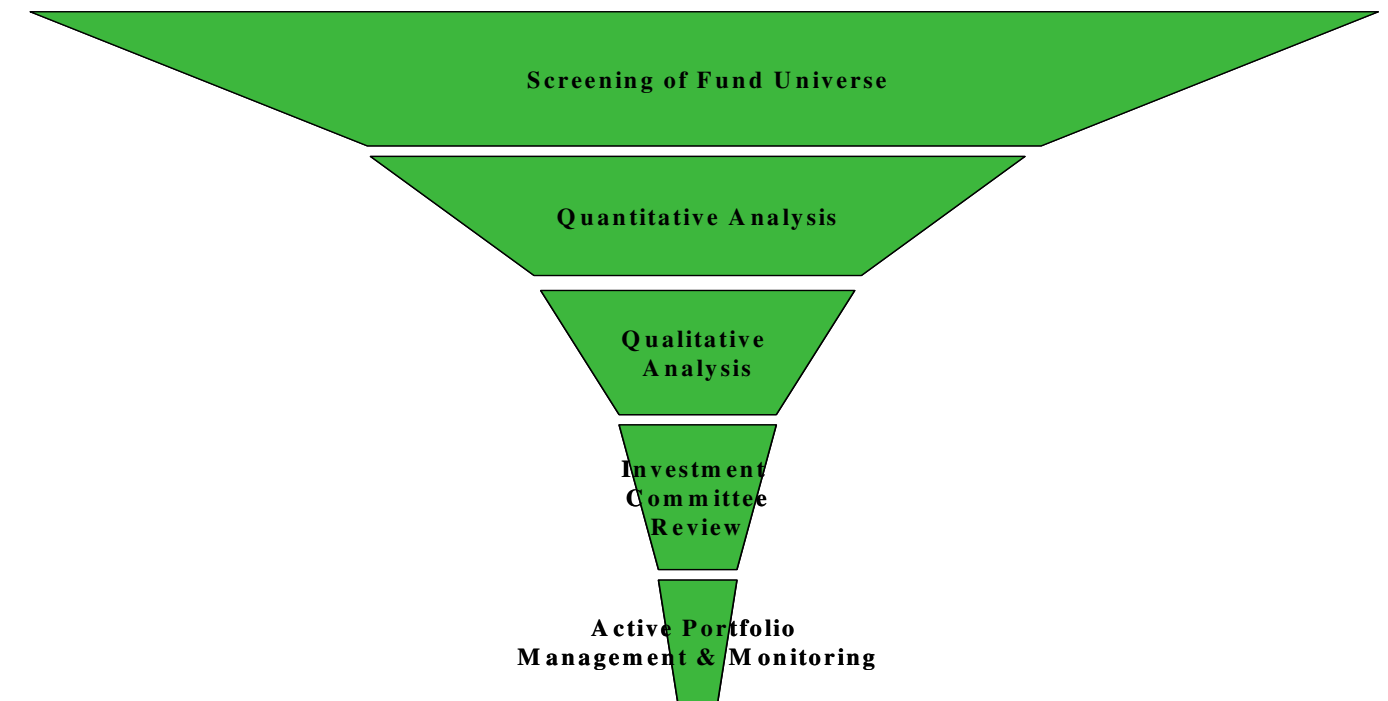 Screening of Fund Universe
Quantitative Analysis
Qualitative
Analysis
Investment
Committee
Review
Active Portfolio
Management & Monitoring